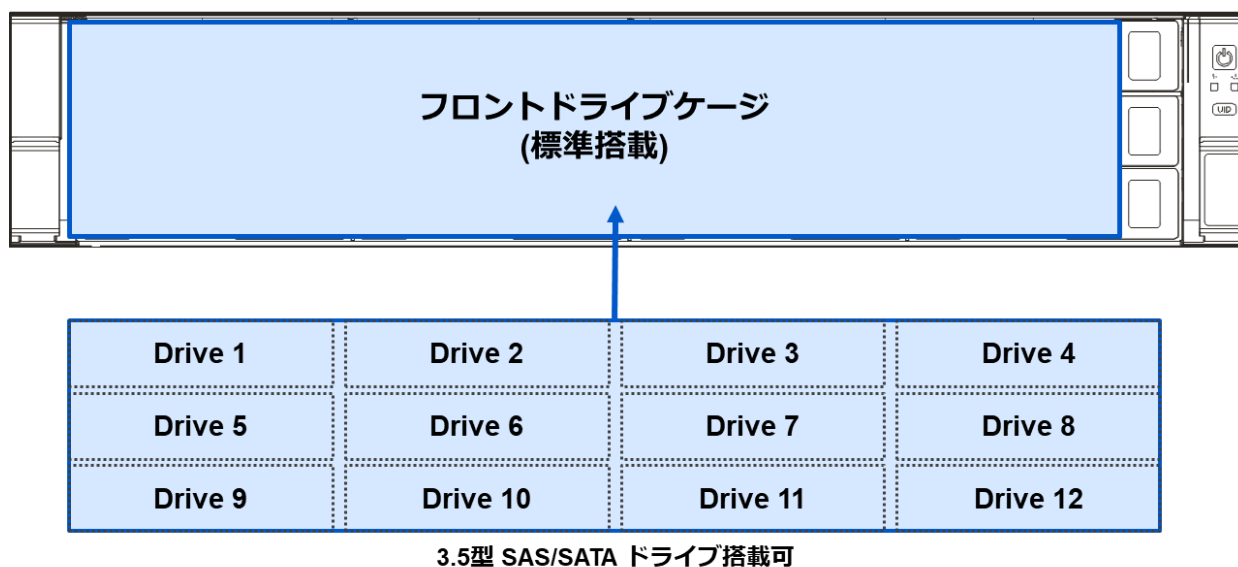 フロントドライブケージ
(標準搭載)
UID
Drive 1 Drive 2 Drive 3 Drive 4
Drive 5 Drive 6 Drive 7 Drive 8
Drive 9 Drive 10 Drive 11 Drive 12
3.5型 SAS/SATA ドライブ搭載可